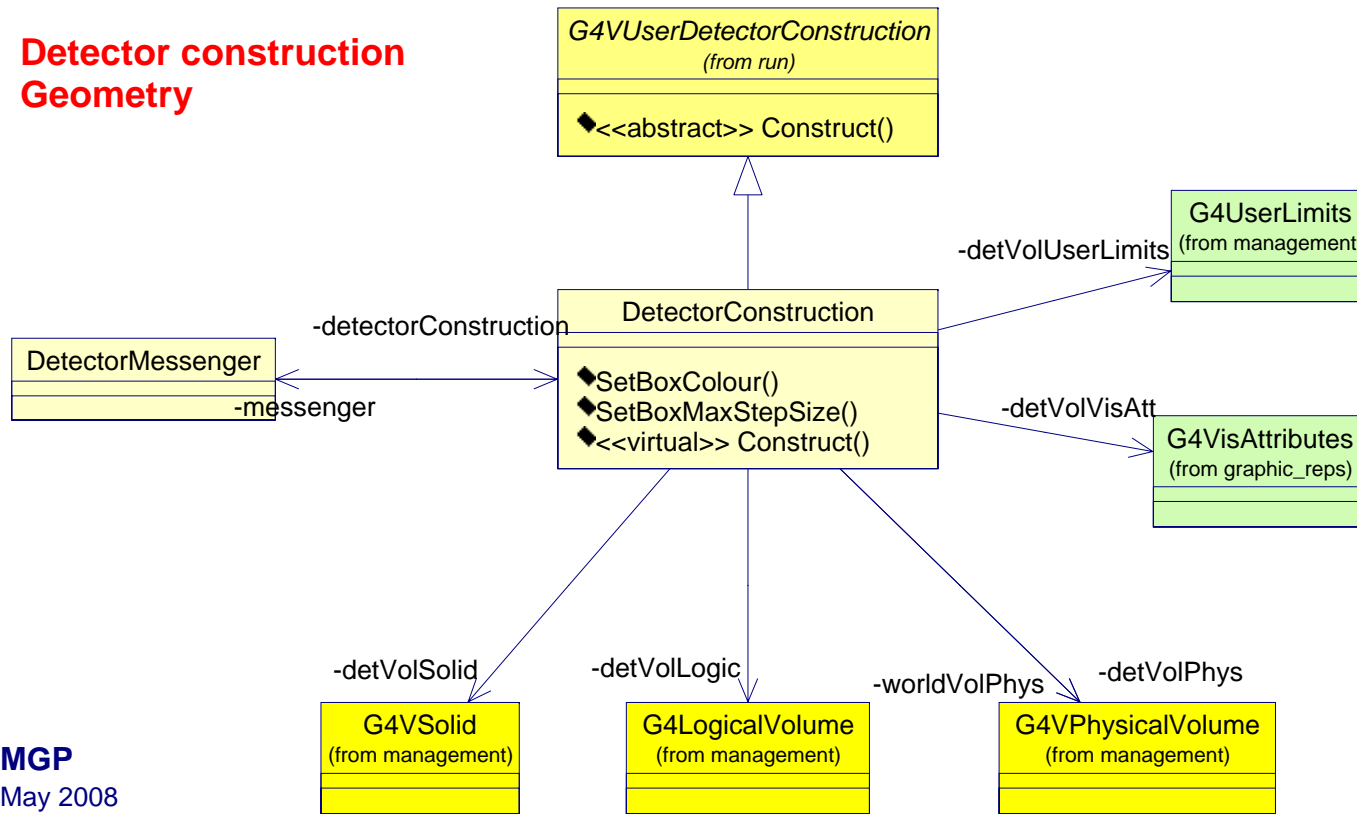 Detector construction
Geometry
G4VUserDetectorConstruction
(from run)
<<abstract>> Construct()
G4UserLimits
(from management
-detVolUserLimits
DetectorConstruction
-detectorConstruction
DetectorMessenger
SetBoxColour()
SetBoxMaxStepSize()
<<virtual>> Construct()
-messenger
-detVolVisAtt
G4VisAttributes
(from graphic_reps)
-detVolSolid
-detVolLogic
-worldVolPhys
-detVolPhys
G4VSolid
(from management)
G4LogicalVolume
(from management)
G4VPhysicalVolume
(from management)
MGP
May 2008